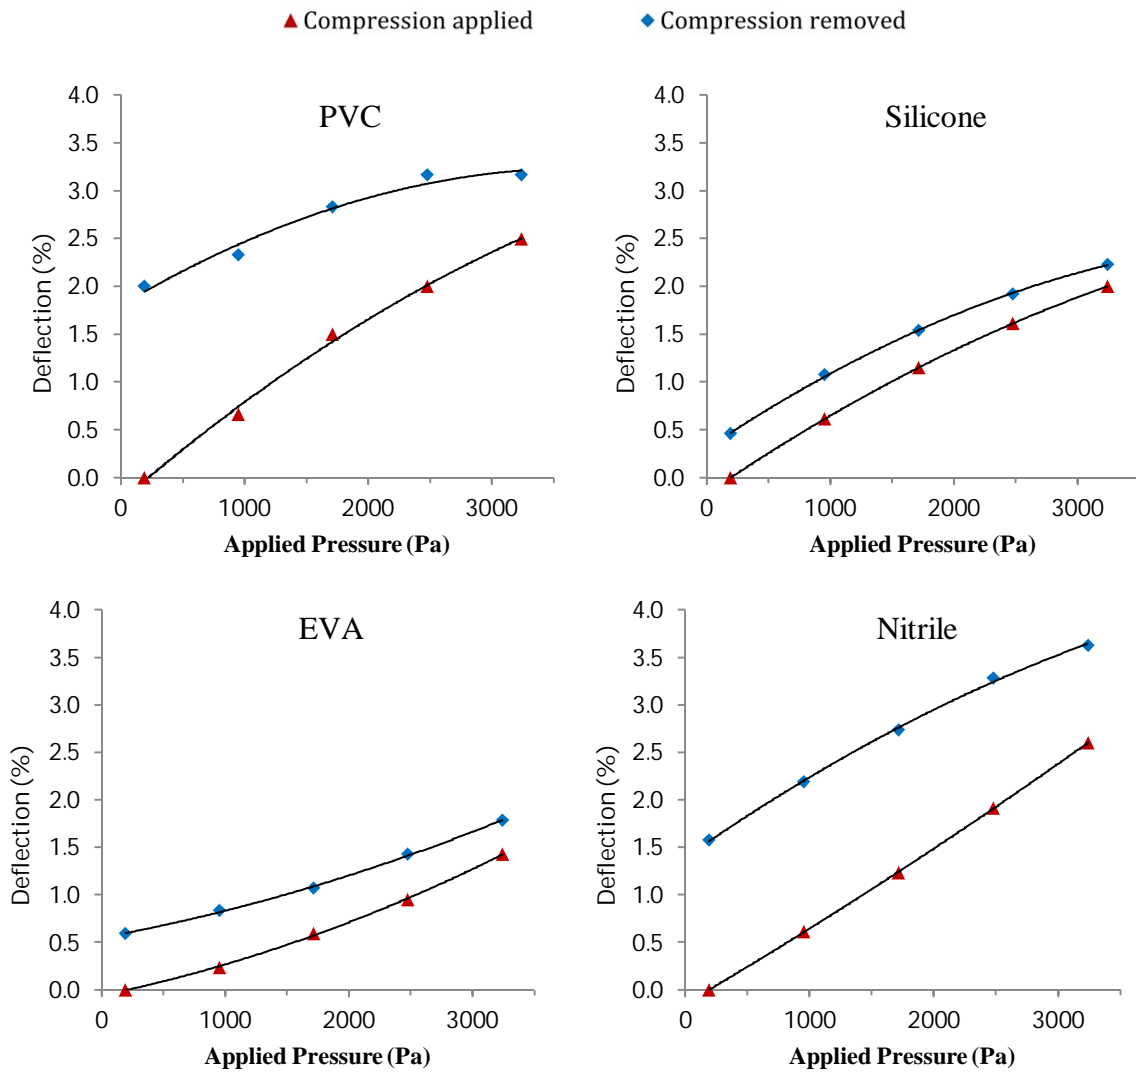 Compression applied
Compression removed
PVC
4.0
3.5
3.0
2.5
2.0
1.5
1.0
0.5
0.0
Deflection (%)
0 1000 2000 3000
Applied Pressure (Pa)
Silicone
4.0
3.5
3.0
2.5
2.0
1.5
1.0
0.5
0.0
Deflection (%)
0 1000 2000 3000
Applied Pressure (Pa)
EVA
4.0
3.5
3.0
2.5
2.0
1.5
1.0
0.5
0.0
Deflection (%)
0 1000 2000 3000
Applied Pressure (Pa)
Nitrile
4.0
3.5
3.0
2.5
2.0
1.5
1.0
0.5
0.0
Deflection (%)
0 1000 2000 3000
Applied Pressure (Pa)